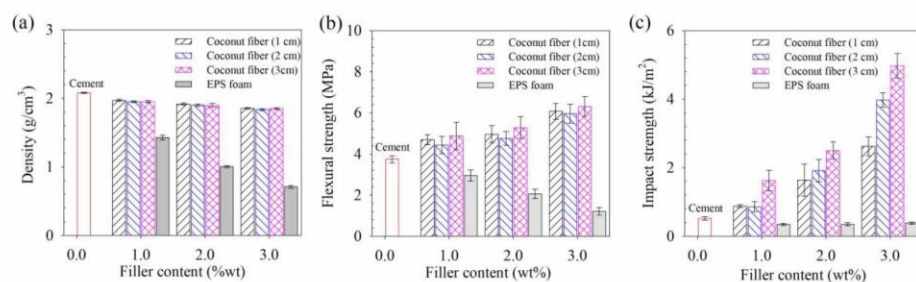 (a)
3
2
1
0
Density (g/cm³)
Cement
Coconut fiber (1 cm)
Coconut fiber (2 cm)
Coconut fiber (3cm)
EPS foam
0.0 1.0 2.0 3.0
Filler content (%wt)
(b)
10
8
6
4
2
0
Flexural strength (MPa)
Cement
Coconut fiber (1cm)
Coconut fiber (2cm)
Coconut fiber (3cm)
EPS foam
0.0 1.0 2.0 3.0
Filler content (wt%)
(c)
6
4
2
0
Impact strength (kJ/m²)
Cement
Coconut fiber (1 cm)
Coconut fiber (2 cm)
Coconut fiber (3 cm)
EPS foam
0.0 1.0 2.0 3.0
Filler content (wt%)